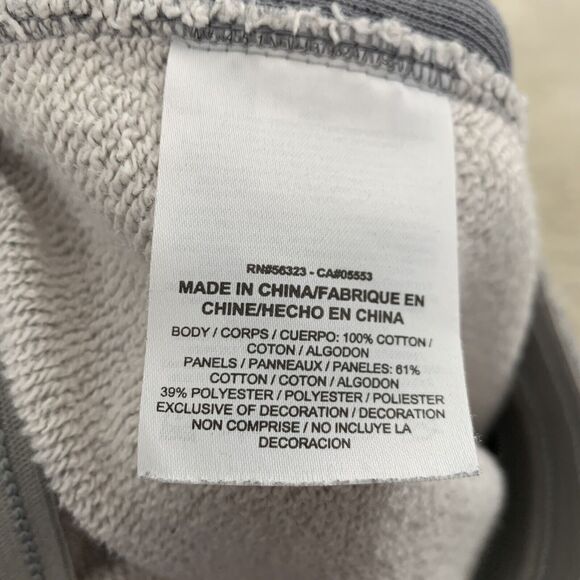 RN#56323 - CA#05553
MADE IN CHINA/FABRIQUE EN
CHINE/HECHO EN CHINA
BODY / CORPS / CUERPO: 100% COTTON /
COTON / ALGODON
PANELS / PANNEAUX / PANELES: 61%
COTTON / COTON / ALGODON
39% POLYESTER / POLYESTER / POLIESTER
EXCLUSIVE OF DECORATION / DECORATION
NON COMPRISE / NO INCLUYE LA
DECORACION